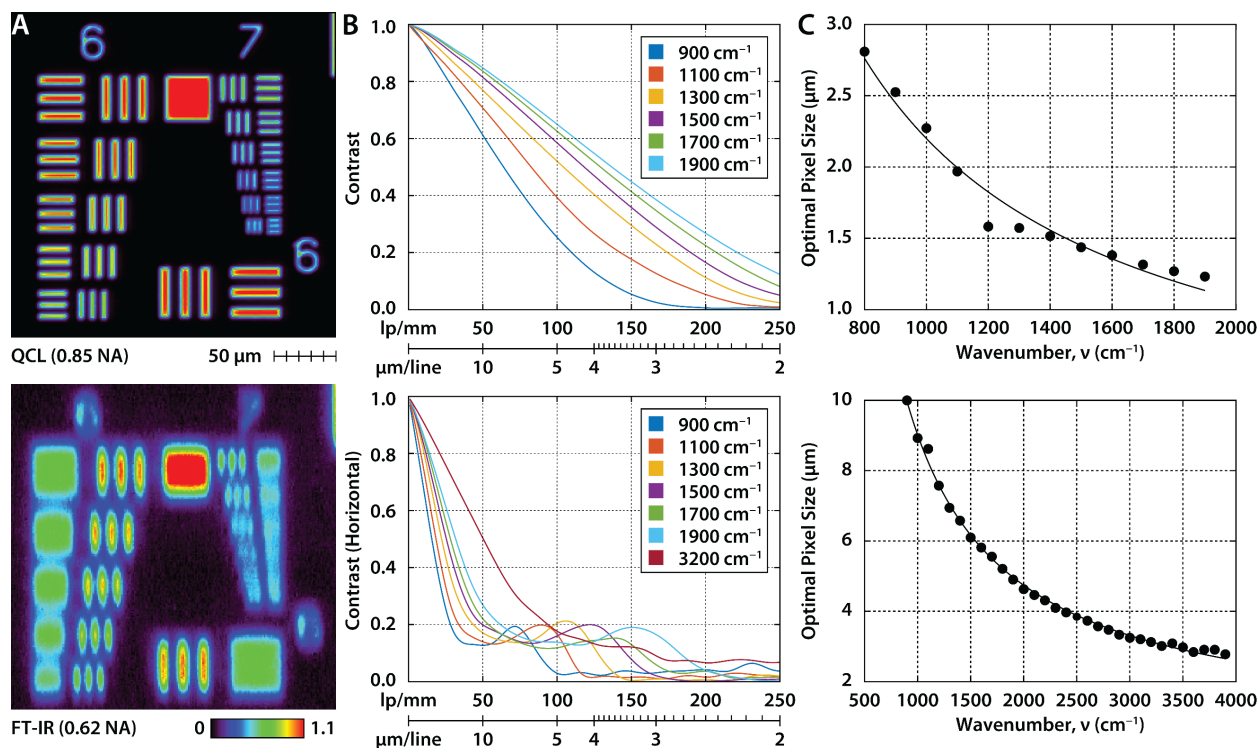 A
6 7
6
QCL (0.85 NA) 50 μm
FT-IR (0.62 NA) 0 1.1
B
1.0
0.8
0.6
0.4
0.2
0.0
Contrast
900 cm⁻¹
1100 cm⁻¹
1300 cm⁻¹
1500 cm⁻¹
1700 cm⁻¹
1900 cm⁻¹
lp/mm 50 100 150 200 250
μm/line 10 5 4 3 2
1.0
0.8
0.6
0.4
0.2
0.0
Contrast (Horizontal)
900 cm⁻¹
1100 cm⁻¹
1300 cm⁻¹
1500 cm⁻¹
1700 cm⁻¹
1900 cm⁻¹
3200 cm⁻¹
lp/mm 50 100 150 200 250
μm/line 10 5 4 3 2
C
3.0
2.5
2.0
1.5
1.0
Optimal Pixel Size (μm)
800 1000 1200 1400 1600 1800 2000
Wavenumber, ν (cm⁻¹)
10
8
6
4
2
Optimal Pixel Size (μm)
500 1000 1500 2000 2500 3000 3500 4000
Wavenumber, ν (cm⁻¹)